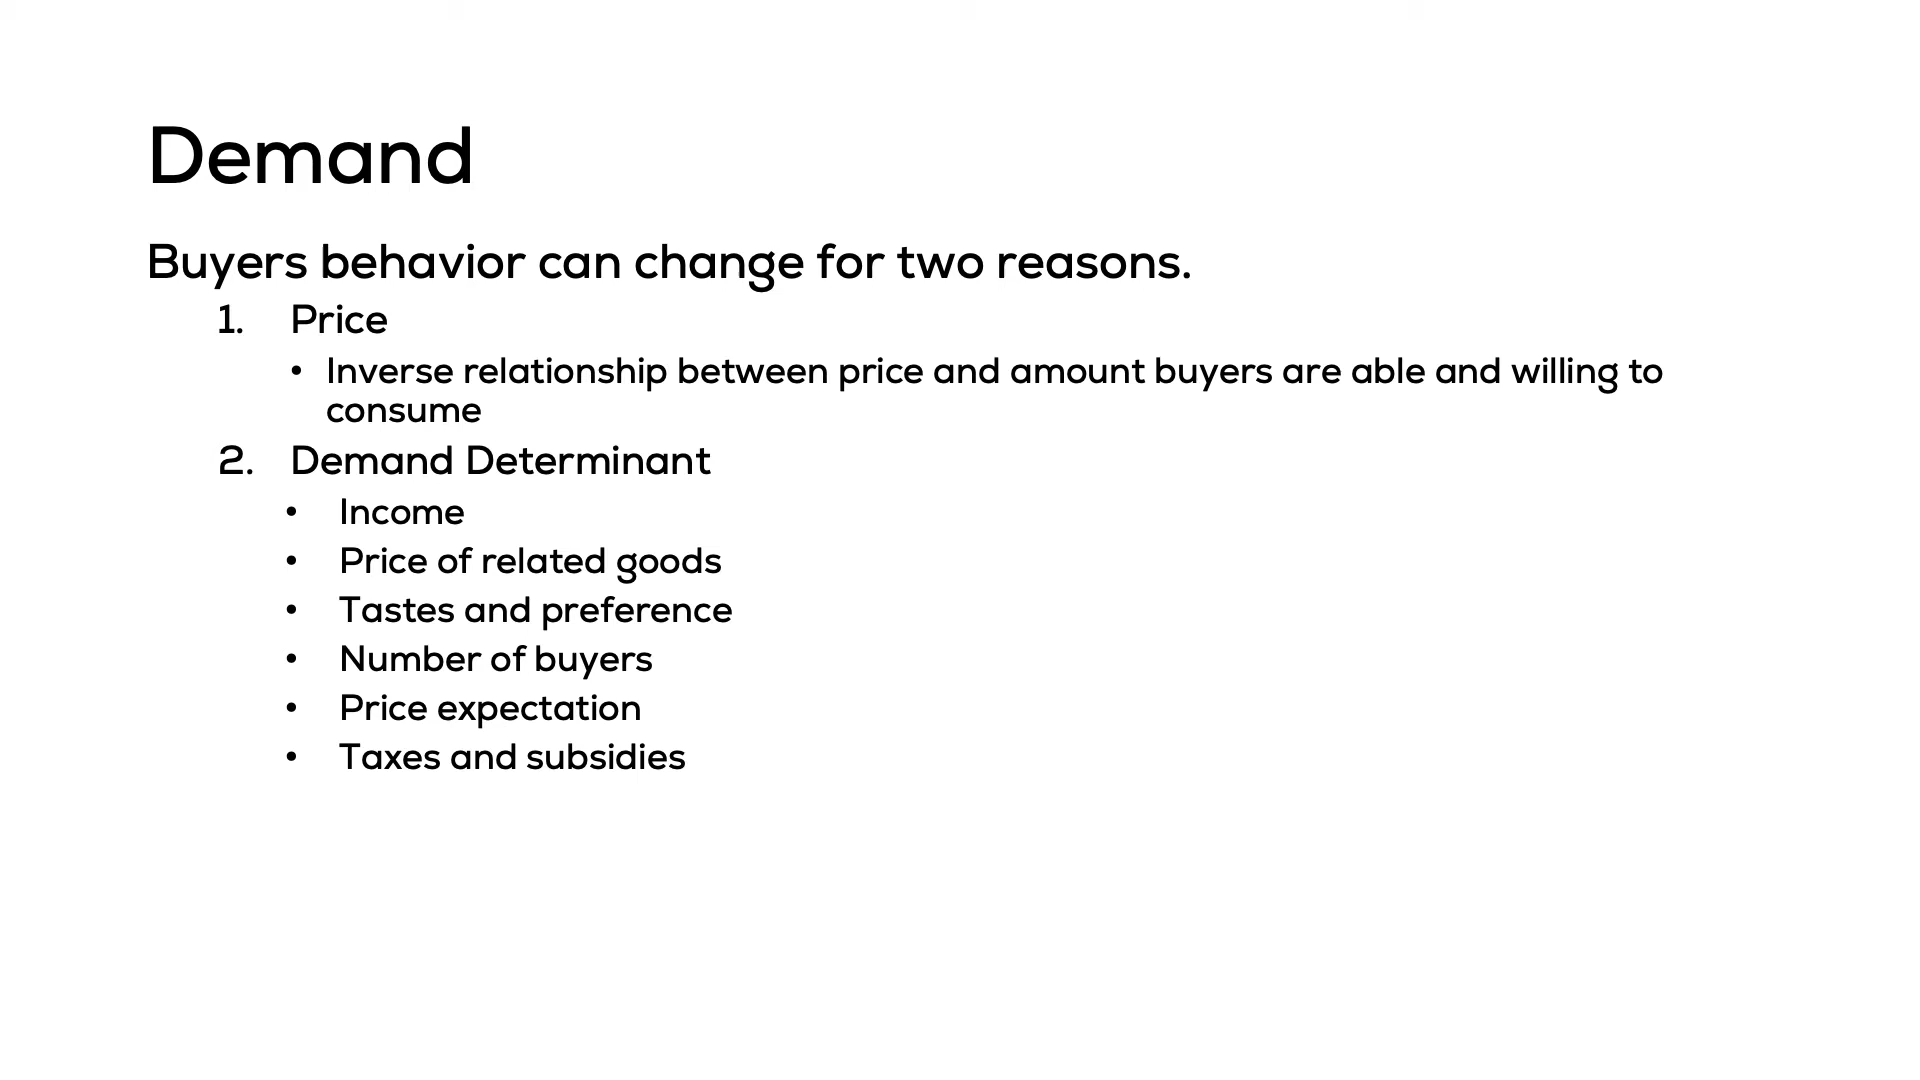 Demand
Buyers behavior can change for two reasons.
1. Price
• Inverse relationship between price and amount buyers are able and willing to
consume
2. Demand Determinant
• Income
• Price of related goods
• Tastes and preference
• Number of buyers
• Price expectation
• Taxes and subsidies